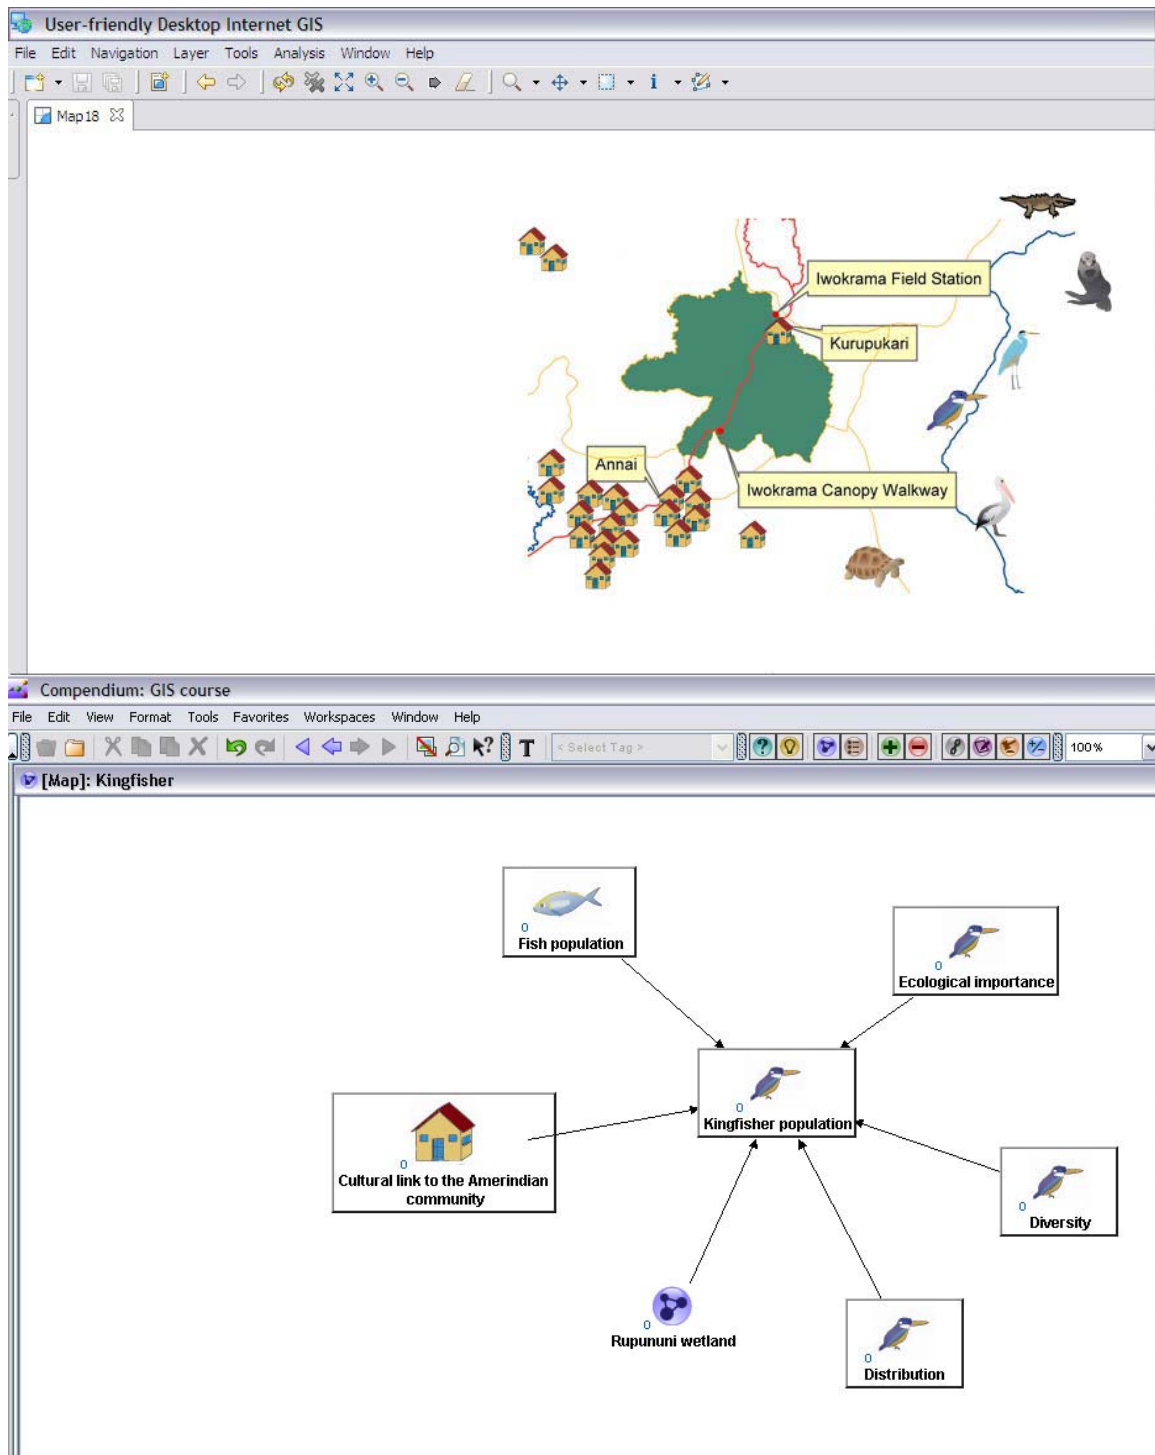 User-friendly Desktop Internet GIS
File Edit Navigation Layer Tools Analysis Window Help
Map18
Iwokrama Field Station
Kurupukari
Annai
Iwokrama Canopy Walkway
Compendium: GIS course
File Edit View Format Tools Favorites Workspaces Window Help
T < Select Tag > 100%
[Map]: Kingfisher
0
Fish population
0
Ecological importance
0
Kingfisher population
0
Cultural link to the Amerindian
community
0
Diversity
0
Rupununi wetland
0
Distribution